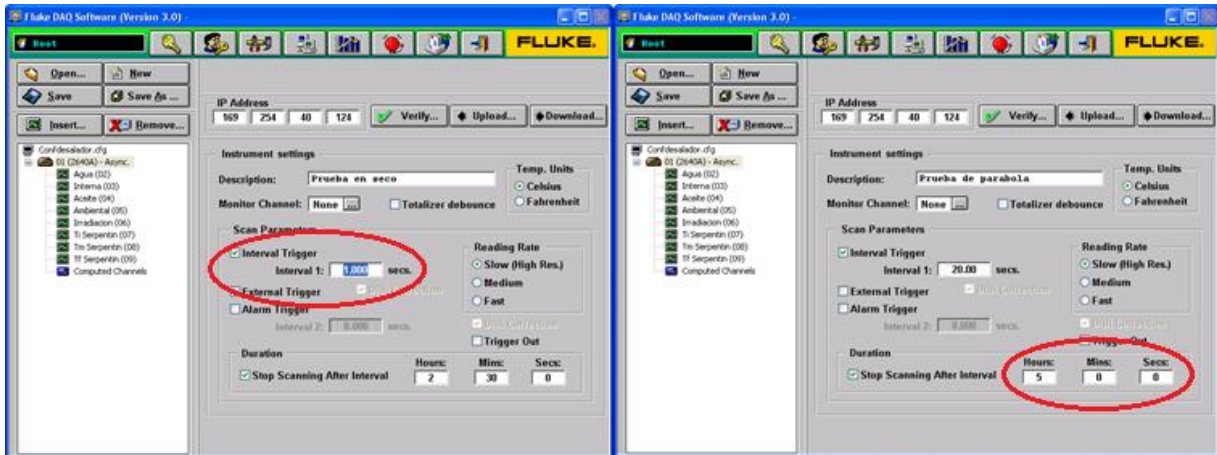 Fluke DAQ Software (Version 3.0) -
Root
FLUKE.
Open...
New
Save
Save As ...
Insert...
Remove...
Confdesalador.cfg
01 (2640A) - Async.
Agua (02)
Interna (03)
Aceite (04)
Ambiental (05)
Irradiacion (06)
Ti Serpentin (07)
Tm Serpentin (08)
Tf Serpentin (09)
Computed Channels
IP Address
169 254 40 124
Verify...
Upload...
Download...
Instrument settings
Description: Prueba en seco
Monitor Channel: None ...
Totalizer debounce
Temp. Units
Celsius
Fahrenheit
Scan Parameters
Interval Trigger
Interval 1: 1.000 secs.
External Trigger
Alarm Trigger
Interval 2: 0.000 secs.
Reading Rate
Slow (High Res.)
Medium
Fast
Trigger Out
Duration
Hours: Mins: Secs:
Stop Scanning After Interval 2 30 0
Fluke DAQ Software (Version 3.0) -
Root
FLUKE.
Open...
New
Save
Save As ...
Insert...
Remove...
Confdesalador.cfg
01 (2640A) - Async.
Agua (02)
Interna (03)
Aceite (04)
Ambiental (05)
Irradiacion (06)
Ti Serpentin (07)
Tm Serpentin (08)
Tf Serpentin (09)
Computed Channels
IP Address
169 254 40 124
Verify...
Upload...
Download...
Instrument settings
Description: Prueba de parabola
Monitor Channel: None ...
Totalizer debounce
Temp. Units
Celsius
Fahrenheit
Scan Parameters
Interval Trigger
Interval 1: 20.00 secs.
External Trigger
Alarm Trigger
Interval 2: 0.000 secs.
Reading Rate
Slow (High Res.)
Medium
Fast
Trigger Out
Duration
Hours: Mins: Secs:
Stop Scanning After Interval 5 0 0